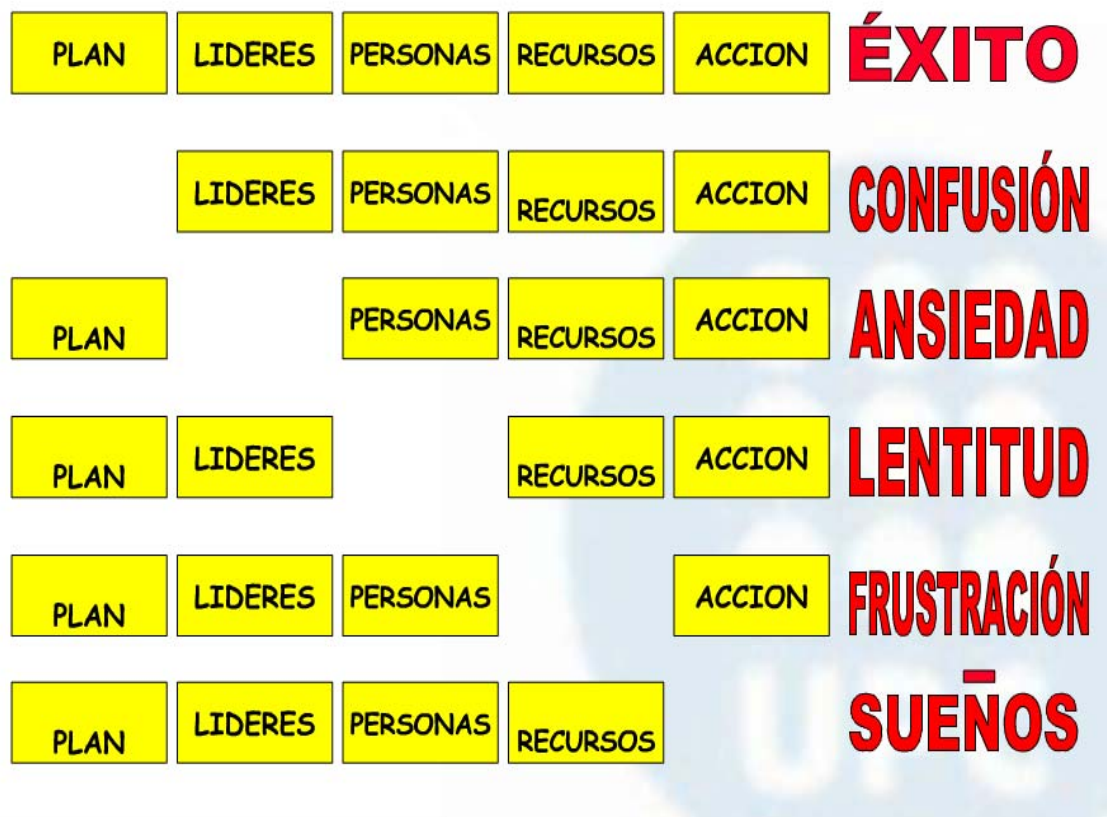 PLAN LIDERES PERSONAS RECURSOS ACCION ÉXITO
LIDERES PERSONAS RECURSOS ACCION CONFUSIÓN
PLAN PERSONAS RECURSOS ACCION ANSIEDAD
PLAN LIDERES RECURSOS ACCION LENTITUD
PLAN LIDERES PERSONAS ACCION FRUSTRACIÓN
PLAN LIDERES PERSONAS RECURSOS SUEÑOS
UPC